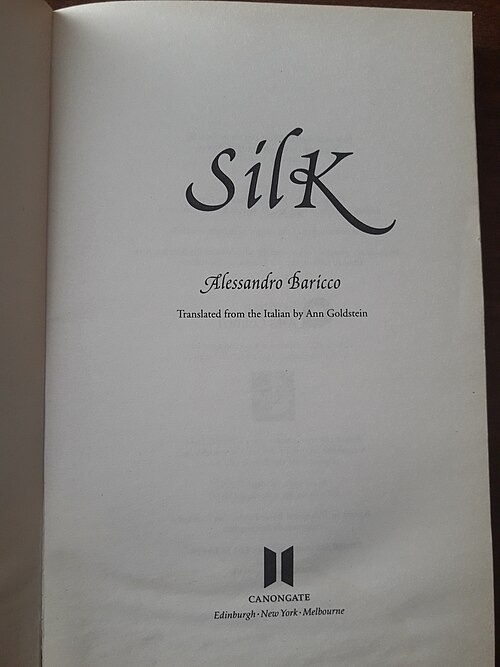 Silk
Alessandro Baricco
Translated from the Italian by Ann Goldstein
CANONGATE
Edinburgh · New York · Melbourne